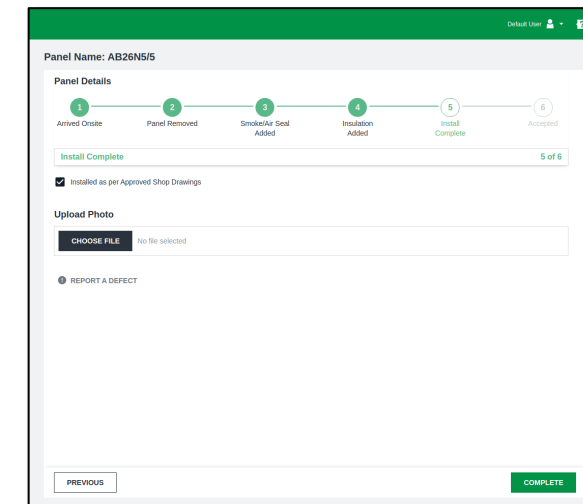 Default User
Panel Name: AB26N5/5
Panel Details
1 2 3 4 5 6
Arrived Onsite Panel Removed Smoke/Air Seal Added Insulation Added Install Complete Accepted
Install Complete 5 of 6
Installed as per Approved Shop Drawings
Upload Photo
CHOOSE FILE No file selected
REPORT A DEFECT
PREVIOUS COMPLETE